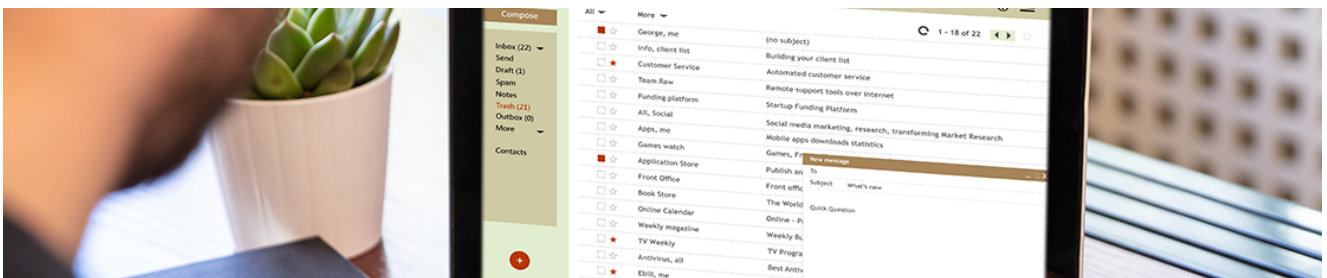 Compose
Inbox (22)
Send
Draft (1)
Spam
Notes
Trash (21)
Outbox (0)
More
Contacts
+
All
More
1 - 18 of 22
George, me (no subject)
Info, client list Building your client list
Customer Service Automated customer service
Team Raw Remote support tools over internet
Funding platform Startup Funding Platform
All, Social Social media marketing, research, transforming Market Research
Apps, me Mobile apps downloads statistics
Games watch Games,
Application Store Publish an
Front Office Front offic
Book Store The World
Online Calendar Online - P
Weekly magazine Weekly Bu
TV Weekly TV Progra
Antivirus, all Best Anti
Ebill, me
New message
To
Subject What's new
Quick Question